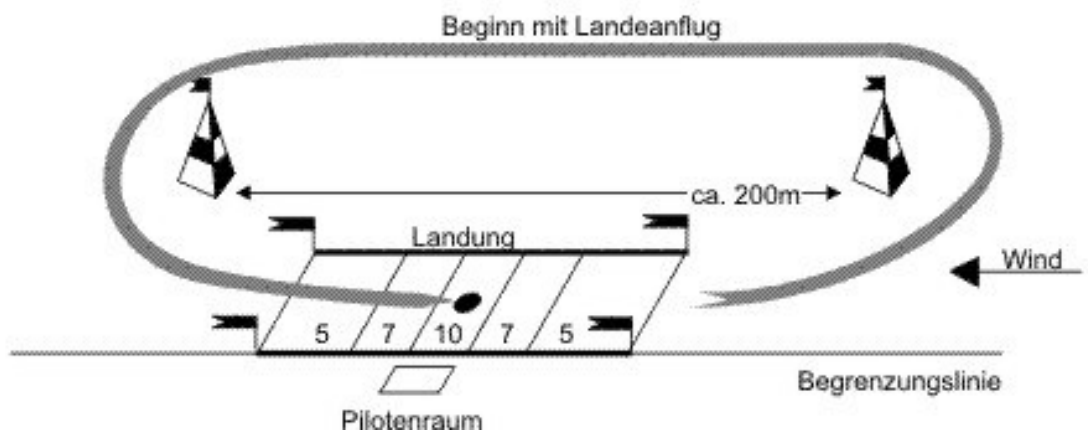 Beginn mit Landeanflug
ca. 200m
Landung
Wind
5 7 10 7 5
Begrenzungslinie
Pilotenraum